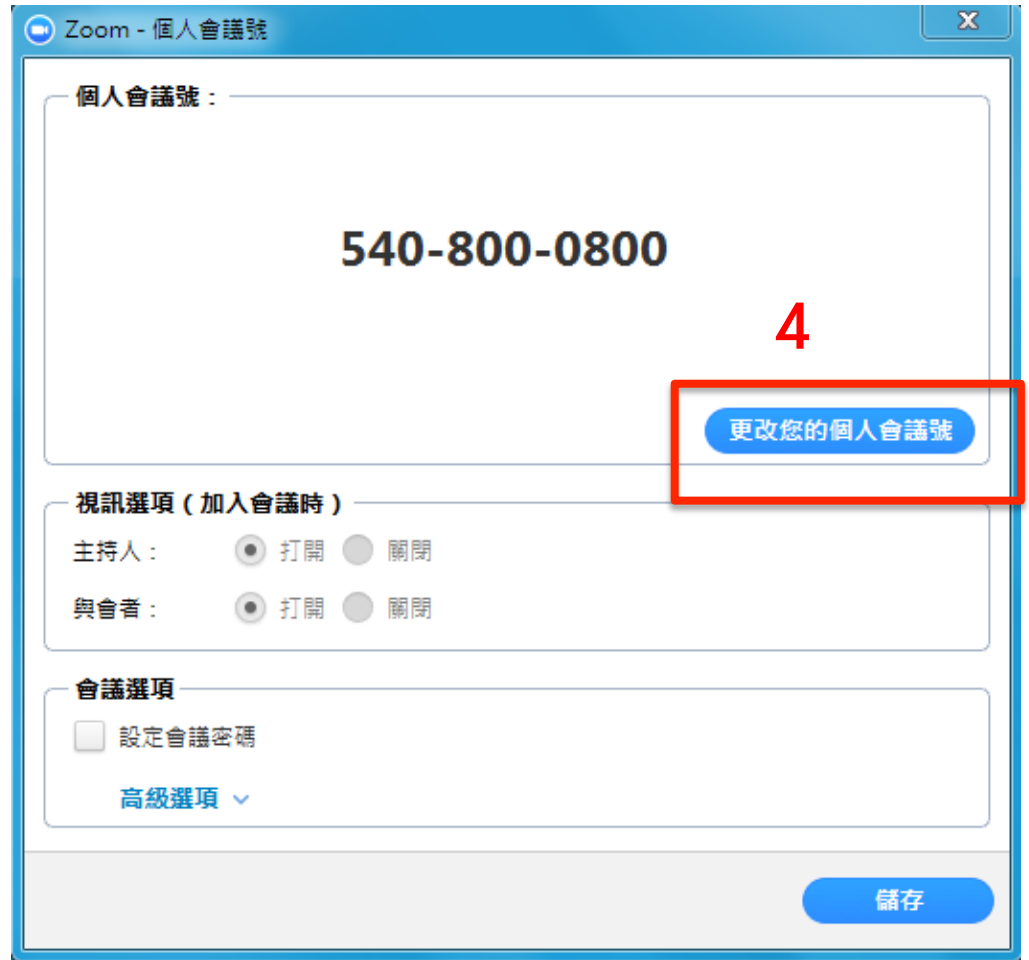 Zoom - 個人會議號
x
個人會議號：
540-800-0800
4
更改您的個人會議號
視訊選項 ( 加入會議時 )
主持人： 打開 關閉
與會者： 打開 關閉
會議選項
設定會議密碼
高級選項
儲存